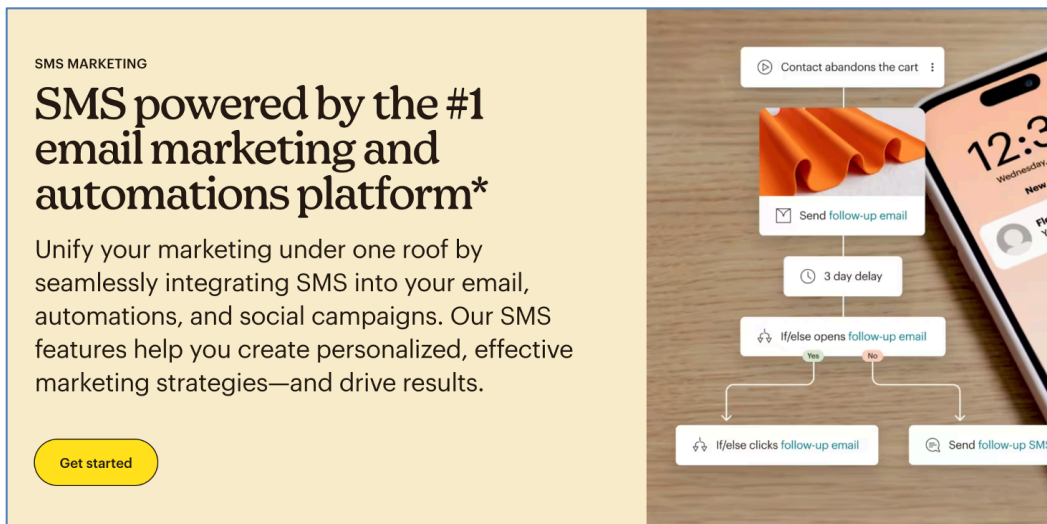 SMS MARKETING
SMS powered by the #1
email marketing and
automations platform*
Unify your marketing under one roof by
seamlessly integrating SMS into your email,
automations, and social campaigns. Our SMS
features help you create personalized, effective
marketing strategies—and drive results.
Get started
Contact abandons the cart
Send follow-up email
3 day delay
If/else opens follow-up email
Yes
No
If/else clicks follow-up email
Send follow-up SMS
12:3
Wednesday,
New